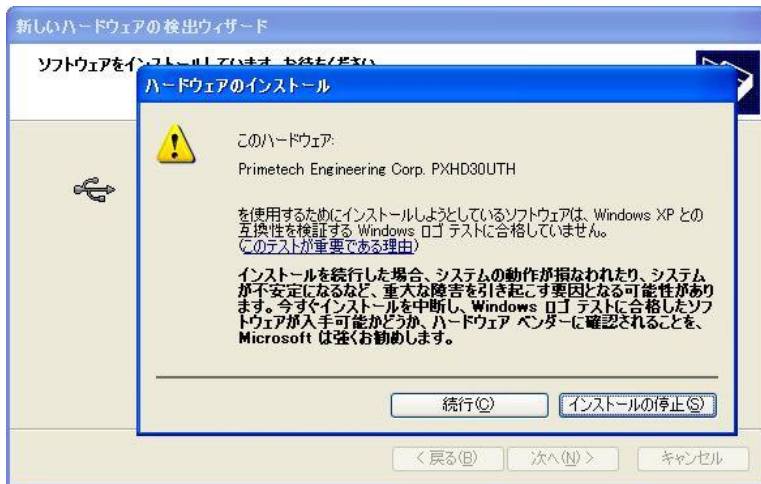 新しいハードウェアの検出ウィザード
ソフトウェアをインストールしています。お待ちください
ハードウェアのインストール
このハードウェア:
Primetech Engineering Corp. PXHD30UTH
を使用するためにインストールしようとしているソフトウェアは、Windows XP との
互換性を検証する Windows ロゴ テストに合格していません。
(このテストが重要である理由)
インストールを続行した場合、システムの動作が損なわれたり、システム
が不安定になるなど、重大な障害を引き起こす要因となる可能性があり
ます。今すぐインストールを中断し、Windows ロゴ テストに合格したソフ
トウェアが入手可能かどうか、ハードウェア ベンダーに確認されることを、
Microsoft は強くお勧めします。
続行(C)
インストールの停止(S)
< 戻る(B)
次へ(N) >
キャンセル